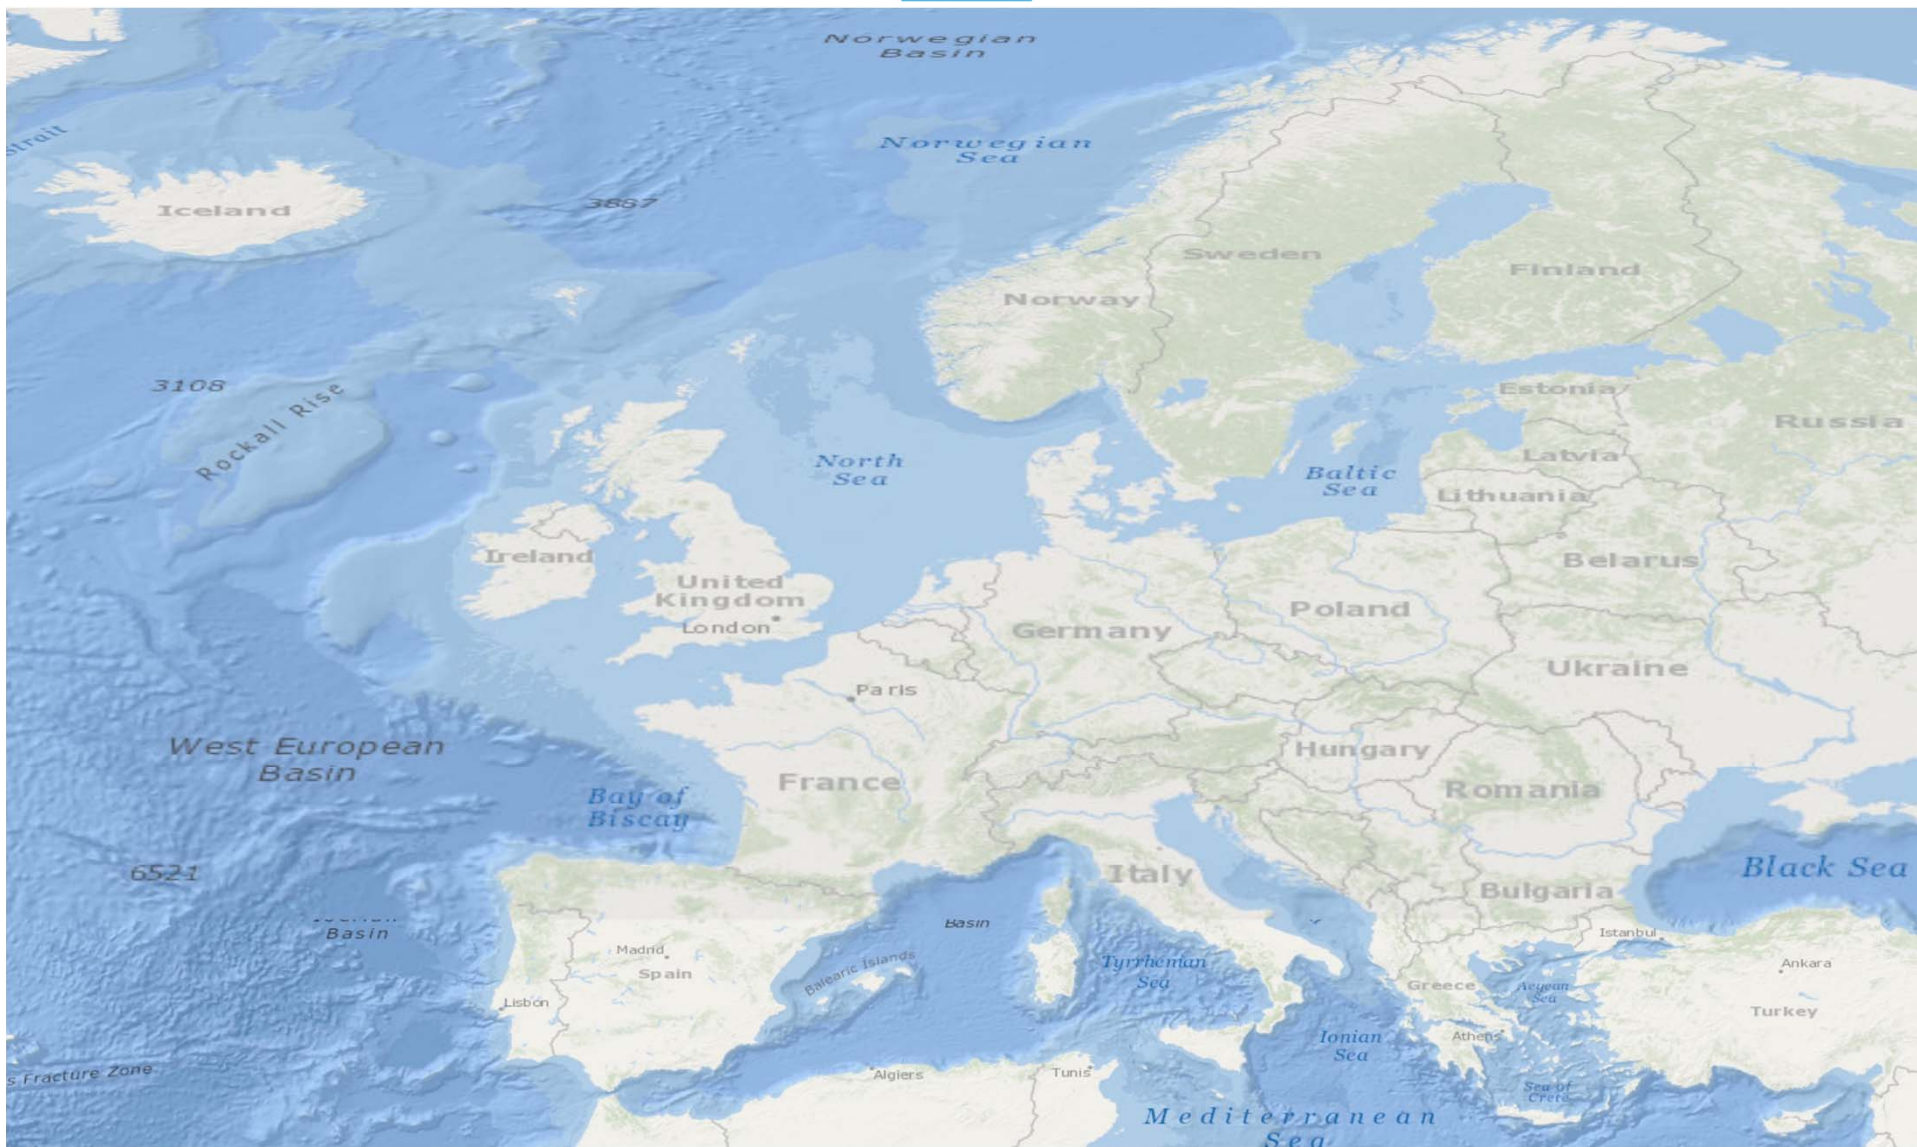 Norwegian
Basin
strait
Norwegian
Sea
Iceland
3887
Sweden
Finland
Norway
3108
Rockall Rise
Estonia
Russia
North
Sea
Latvia
Baltic
Sea
Lithuania
Ireland
Belarus
United
Kingdom
Poland
London
Germany
Ukraine
Paris
West European
Basin
Hungary
France
Romania
Bay of
Biscay
6521
Italy
Black Sea
Bulgaria
Basin
Basin
Istanbul
Madrid
Spain
Balearic Islands
Tyrrhenian
Sea
Ankara
Greece
Aegean
Sea
Lisbon
Turkey
Ionian
Sea
Athens
s Fracture Zone
Algiers
Tunis
Sea of
Crete
Mediterranean
Sea